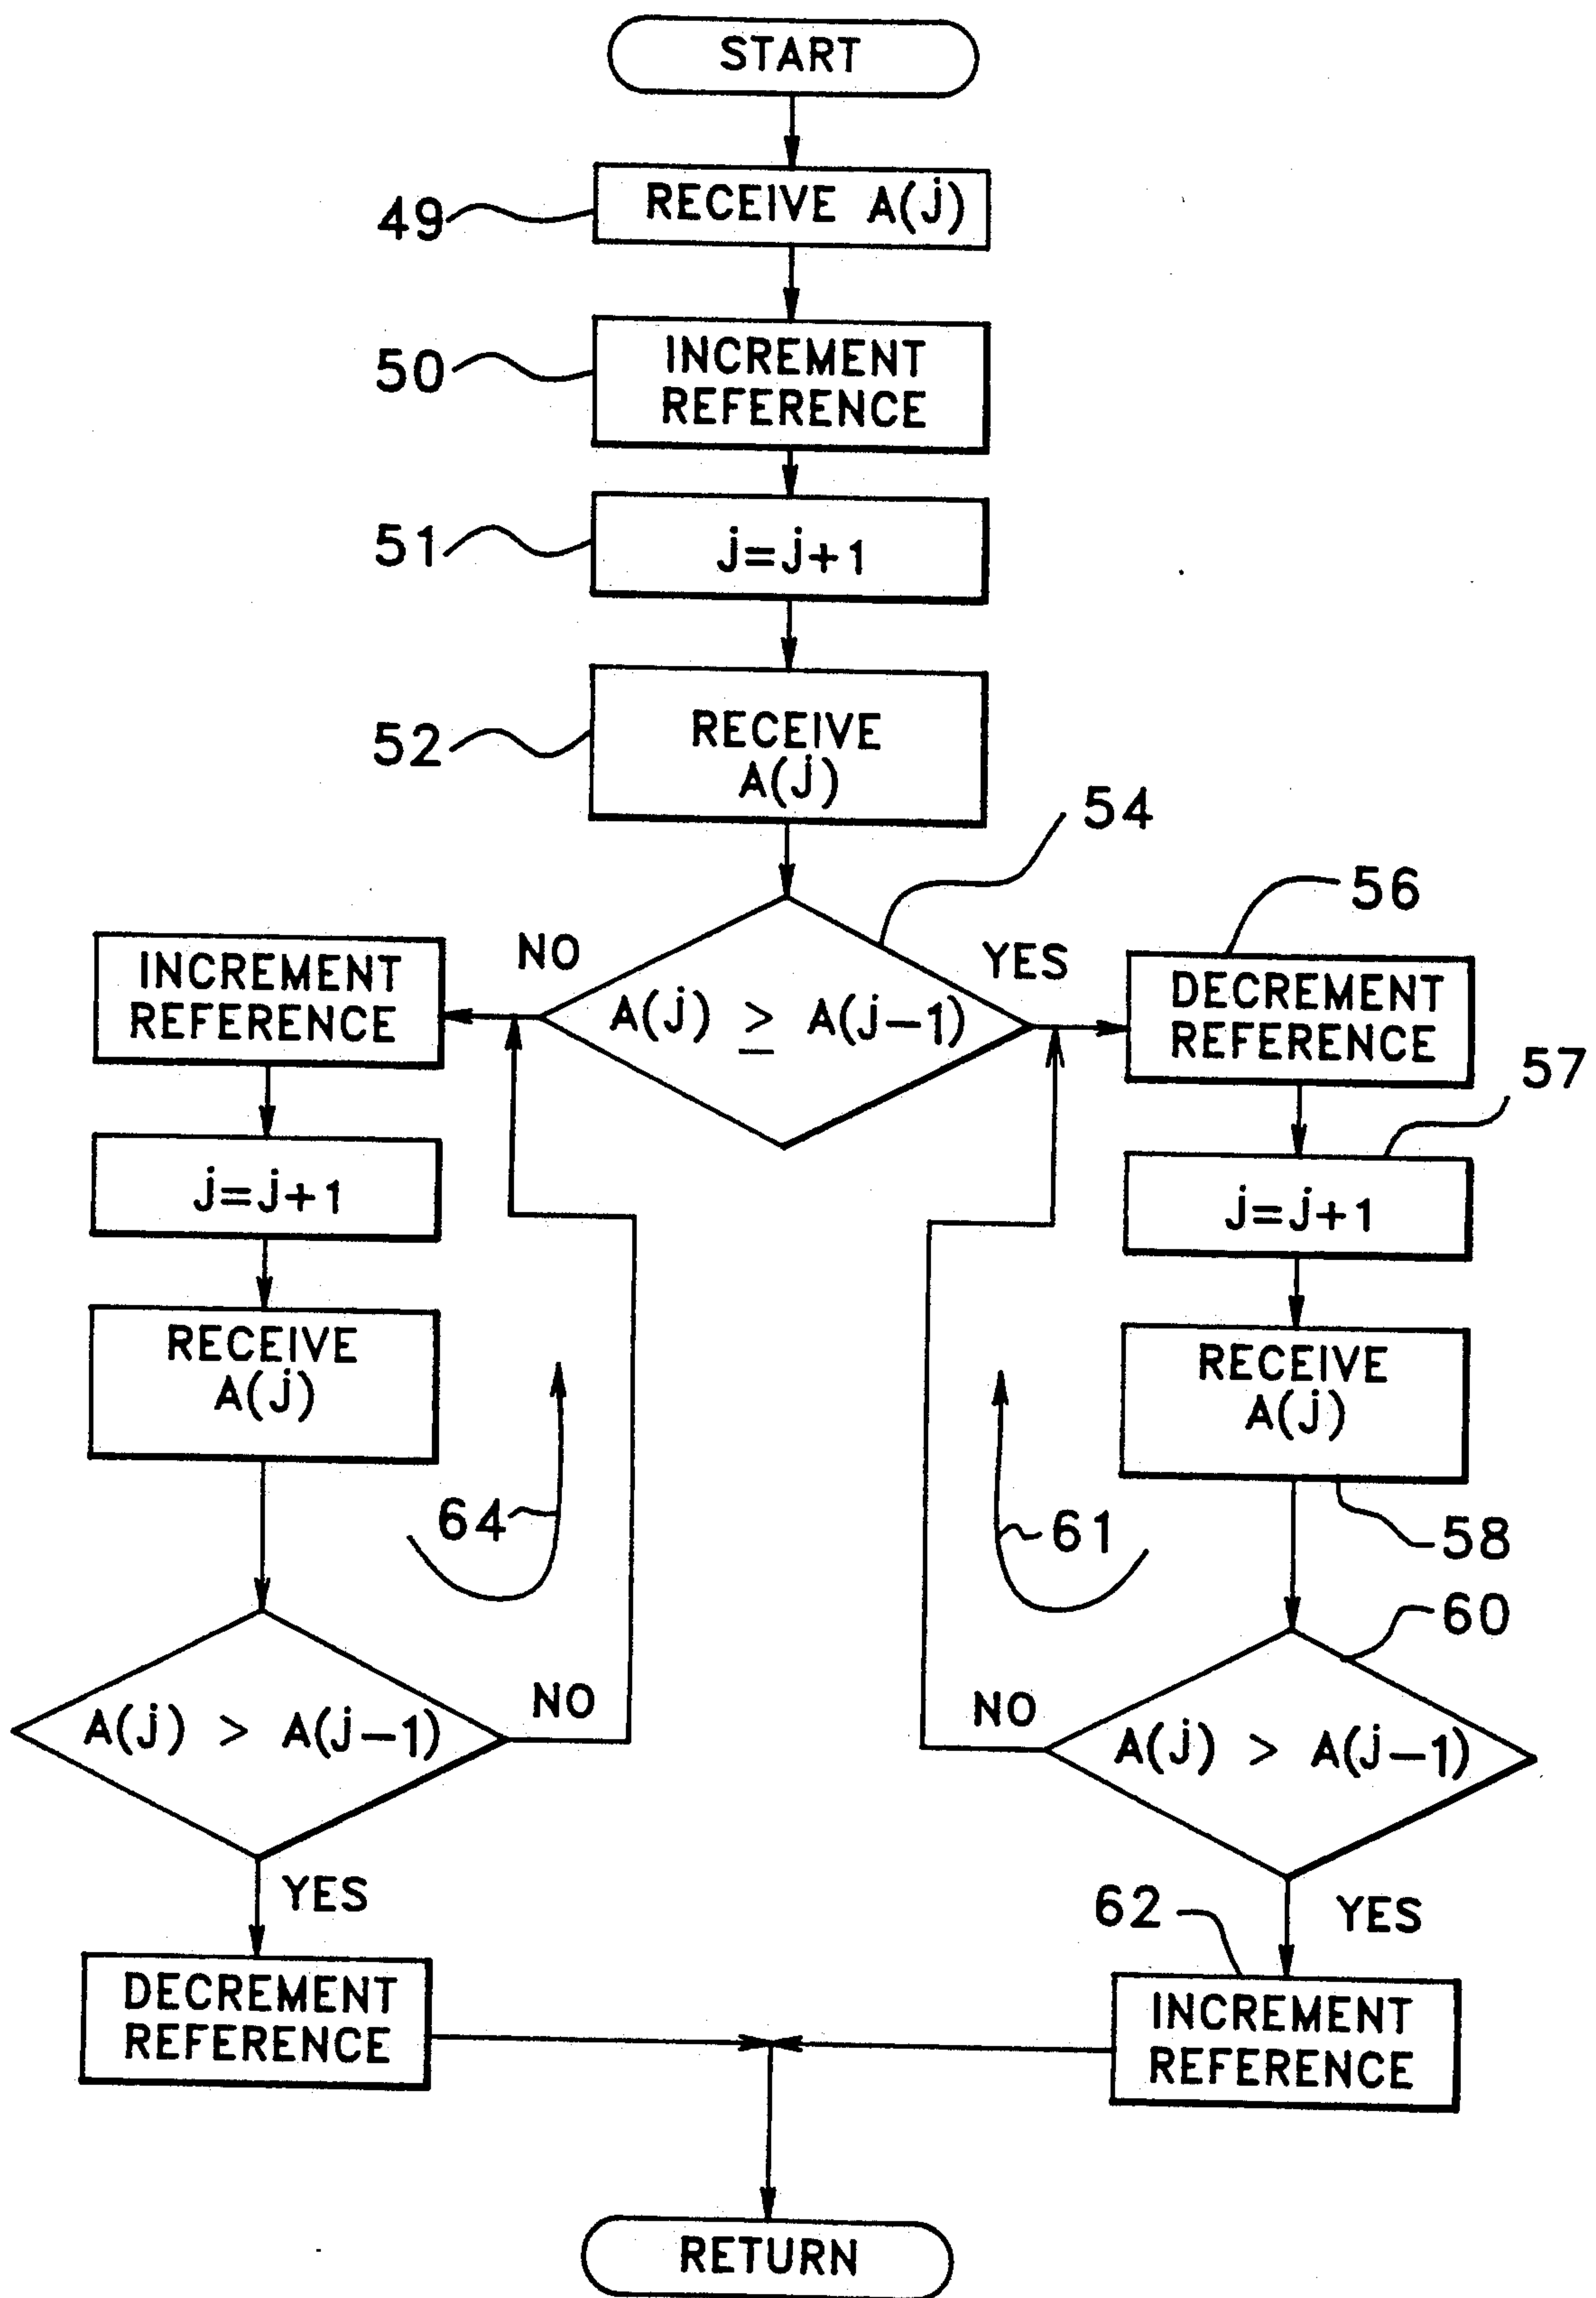 START
49
RECEIVE A(j)
50
INCREMENT
REFERENCE
51
j=j+1
52
RECEIVE
A(j)
54
NO
A(j) ≥ A(j-1)
YES
56
DECREMENT
REFERENCE
57
j=j+1
RECEIVE
A(j)
58
61
60
A(j) > A(j-1)
NO
YES
62
INCREMENT
REFERENCE
INCREMENT
REFERENCE
j=j+1
RECEIVE
A(j)
64
A(j) > A(j-1)
NO
YES
DECREMENT
REFERENCE
RETURN